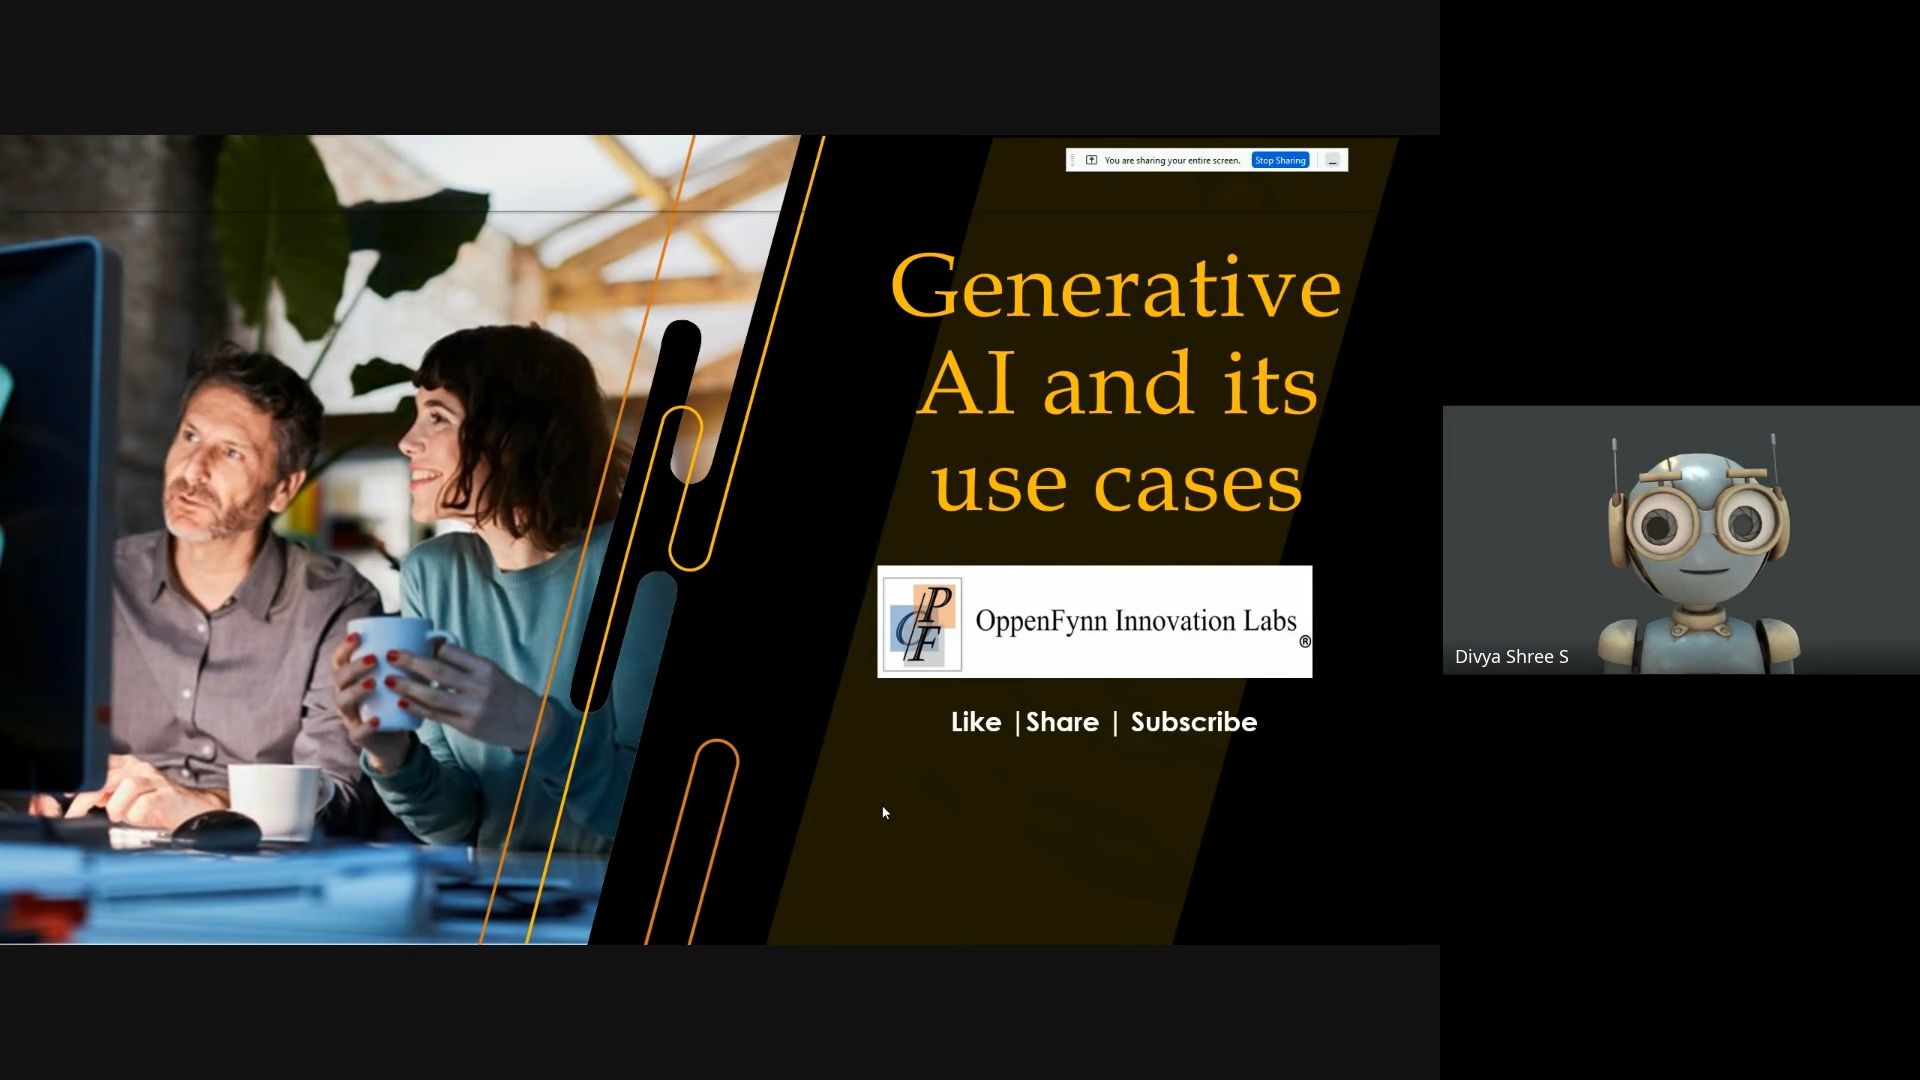 You are sharing your entire screen. Stop Sharing
Generative
AI and its
use cases
OPF
OppenFynn Innovation Labs ®
Like | Share | Subscribe
Divya Shree S